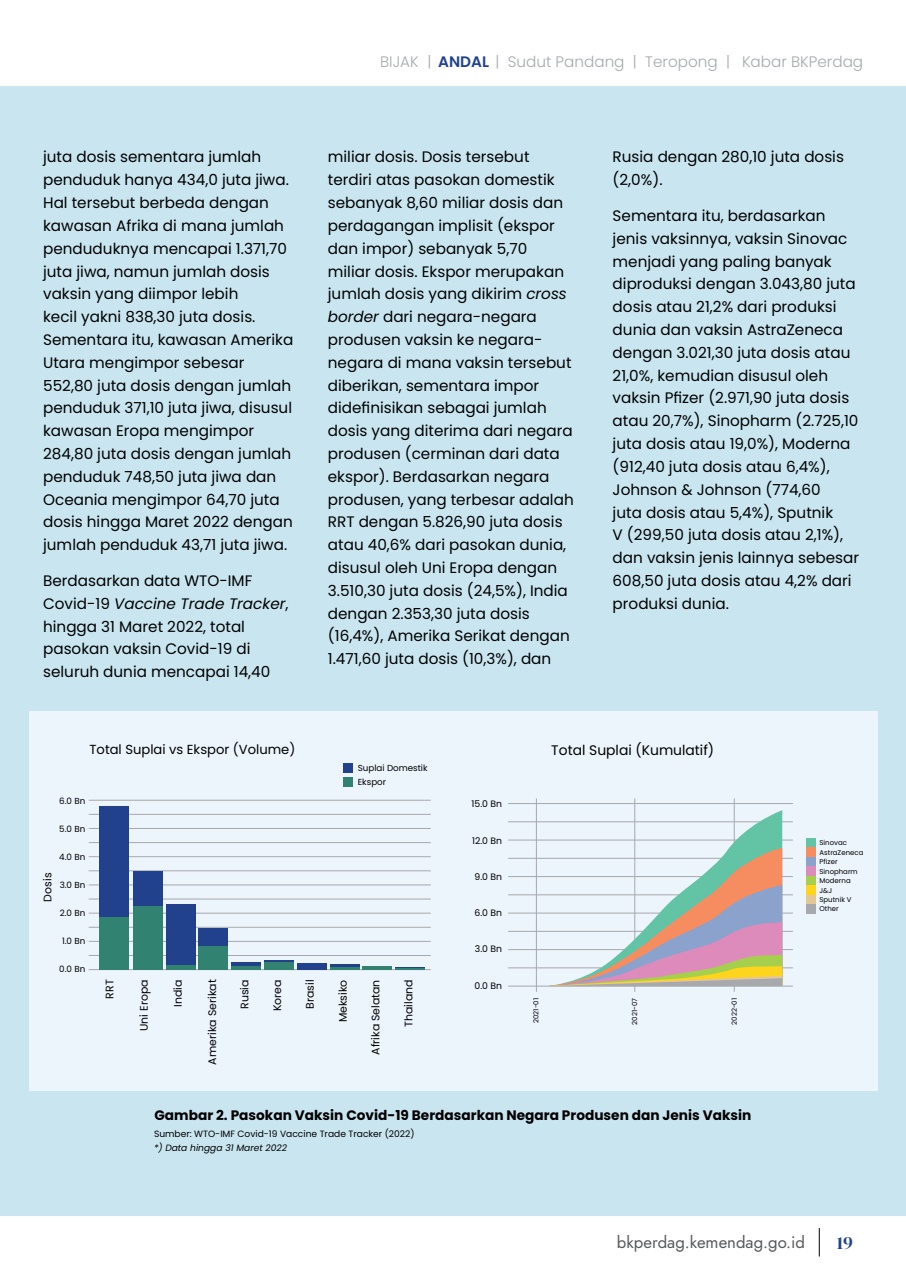 BIJAK | ANDAL | Sudut Pandang | Teropong | Kabar BKPerdag
juta dosis sementara jumlah
penduduk hanya 434,0 juta jiwa.
Hal tersebut berbeda dengan
kawasan Afrika di mana jumlah
penduduknya mencapai 1.371,70
juta jiwa, namun jumlah dosis
vaksin yang diimpor lebih
kecil yakni 838,30 juta dosis.
Sementara itu, kawasan Amerika
Utara mengimpor sebesar
552,80 juta dosis dengan jumlah
penduduk 371,10 juta jiwa, disusul
kawasan Eropa mengimpor
284,80 juta dosis dengan jumlah
penduduk 748,50 juta jiwa dan
Oceania mengimpor 64,70 juta
dosis hingga Maret 2022 dengan
jumlah penduduk 43,71 juta jiwa.
Berdasarkan data WTO-IMF
Covid-19 Vaccine Trade Tracker,
hingga 31 Maret 2022, total
pasokan vaksin Covid-19 di
seluruh dunia mencapai 14,40
miliar dosis. Dosis tersebut
terdiri atas pasokan domestik
sebanyak 8,60 miliar dosis dan
perdagangan implisit (ekspor
dan impor) sebanyak 5,70
miliar dosis. Ekspor merupakan
jumlah dosis yang dikirim cross
border dari negara-negara
produsen vaksin ke negara-
negara di mana vaksin tersebut
diberikan, sementara impor
didefinisikan sebagai jumlah
dosis yang diterima dari negara
produsen (cerminan dari data
ekspor). Berdasarkan negara
produsen, yang terbesar adalah
RRT dengan 5.826,90 juta dosis
atau 40,6% dari pasokan dunia,
disusul oleh Uni Eropa dengan
3.510,30 juta dosis (24,5%), India
dengan 2.353,30 juta dosis
(16,4%), Amerika Serikat dengan
1.471,60 juta dosis (10,3%), dan
Rusia dengan 280,10 juta dosis
(2,0%).
Sementara itu, berdasarkan
jenis vaksinnya, vaksin Sinovac
menjadi yang paling banyak
diproduksi dengan 3.043,80 juta
dosis atau 21,2% dari produksi
dunia dan vaksin AstraZeneca
dengan 3.021,30 juta dosis atau
21,0%, kemudian disusul oleh
vaksin Pfizer (2.971,90 juta dosis
atau 20,7%), Sinopharm (2.725,10
juta dosis atau 19,0%), Moderna
(912,40 juta dosis atau 6,4%),
Johnson & Johnson (774,60
juta dosis atau 5,4%), Sputnik
V (299,50 juta dosis atau 2,1%),
dan vaksin jenis lainnya sebesar
608,50 juta dosis atau 4,2% dari
produksi dunia.
Total Suplai vs Ekspor (Volume)
Suplai Domestik
Ekspor
Dosis
6.0 Bn
5.0 Bn
4.0 Bn
3.0 Bn
2.0 Bn
1.0 Bn
0.0 Bn
RRT
Uni Eropa
India
Amerika Serikat
Rusia
Korea
Brasil
Meksiko
Afrika Selatan
Thailand
Total Suplai (Kumulatif)
15.0 Bn
12.0 Bn
9.0 Bn
6.0 Bn
3.0 Bn
0.0 Bn
2021-01
2021-07
2022-01
Sinovac
AstraZeneca
Pfizer
Sinopharm
Moderna
J&J
Sputnik V
Other
Gambar 2. Pasokan Vaksin Covid-19 Berdasarkan Negara Produsen dan Jenis Vaksin
Sumber: WTO-IMF Covid-19 Vaccine Trade Tracker (2022)
*) Data hingga 31 Maret 2022
bkperdag.kemendag.go.id | 19